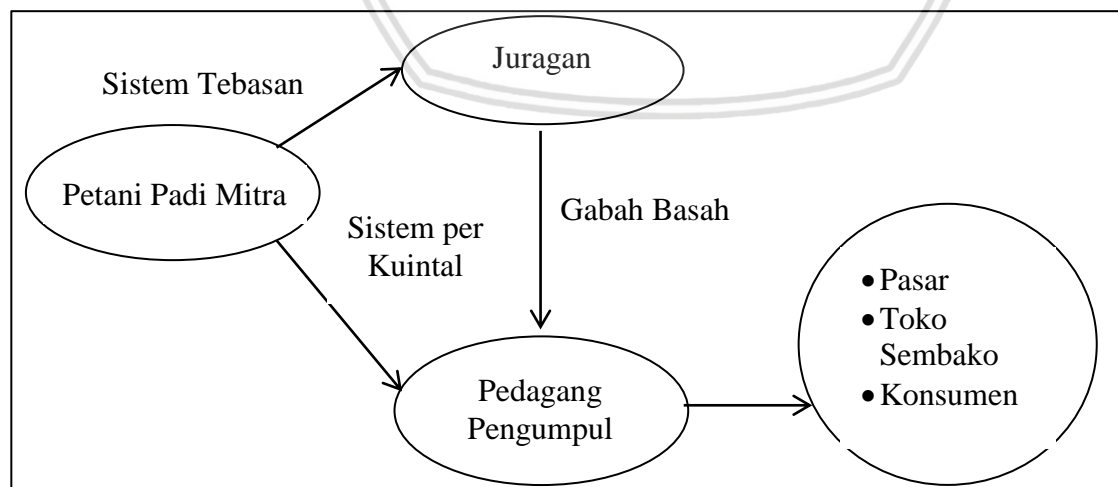 Juragan
Sistem Tebasan
Petani Padi Mitra
Sistem per
Kuintal
Gabah Basah
• Pasar
• Toko
Sembako
• Konsumen
Pedagang
Pengumpul